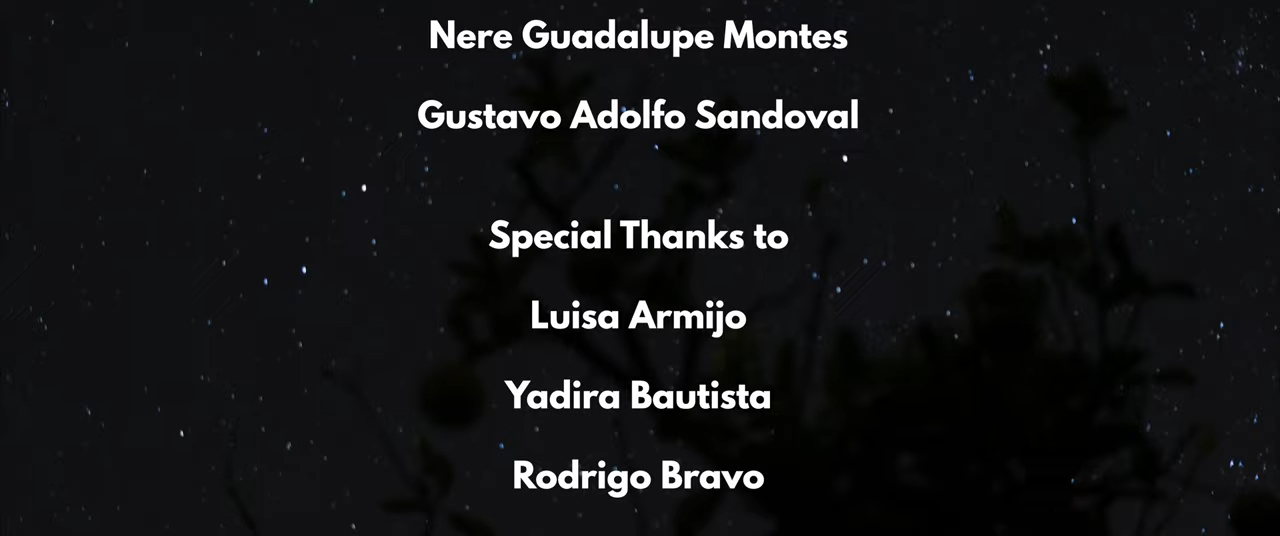 Nere Guadalupe Montes
Gustavo Adolfo Sandoval
Special Thanks to
Luisa Armijo
Yadira Bautista
Rodrigo Bravo